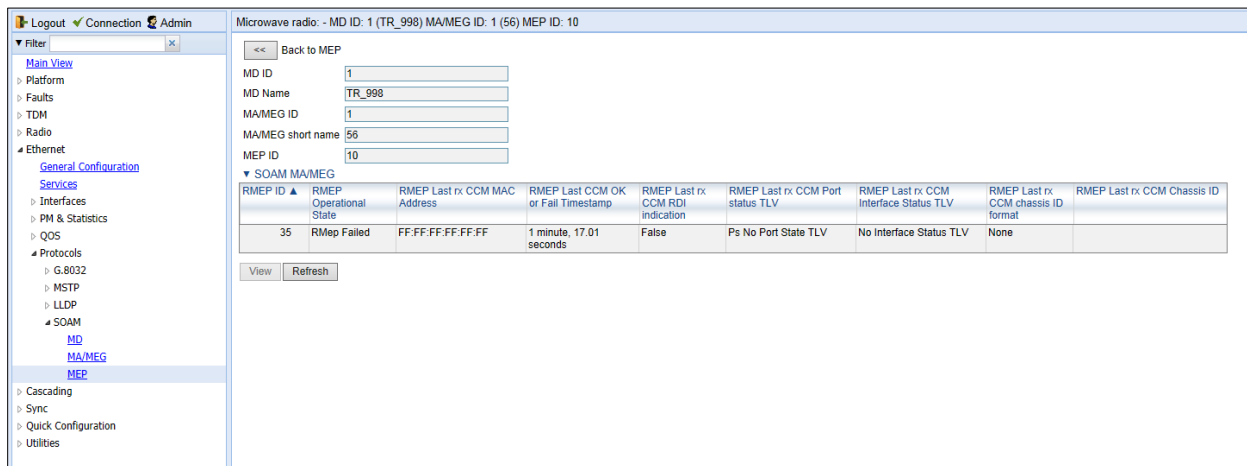 Logout Connection Admin
Filter
Main View
Platform
Faults
TDM
Radio
Ethernet
General Configuration
Services
Interfaces
PM & Statistics
QOS
Protocols
G.8032
MSTP
LLDP
SOAM
MD
MA/MEG
MEP
Cascading
Sync
Quick Configuration
Utilities
Microwave radio: - MD ID: 1 (TR_998) MA/MEG ID: 1 (56) MEP ID: 10
<< Back to MEP
MD ID 1
MD Name TR_998
MA/MEG ID 1
MA/MEG short name 56
MEP ID 10
SOAM MA/MEG
RMEP ID ▲ RMEP Operational State RMEP Last rx CCM MAC Address RMEP Last CCM OK or Fail Timestamp RMEP Last rx CCM RDI indication RMEP Last rx CCM Port status TLV RMEP Last rx CCM Interface Status TLV RMEP Last rx CCM chassis ID format RMEP Last rx CCM Chassis ID
35 RMep Failed FF:FF:FF:FF:FF:FF 1 minute, 17.01 seconds False Ps No Port State TLV No Interface Status TLV None
View Refresh